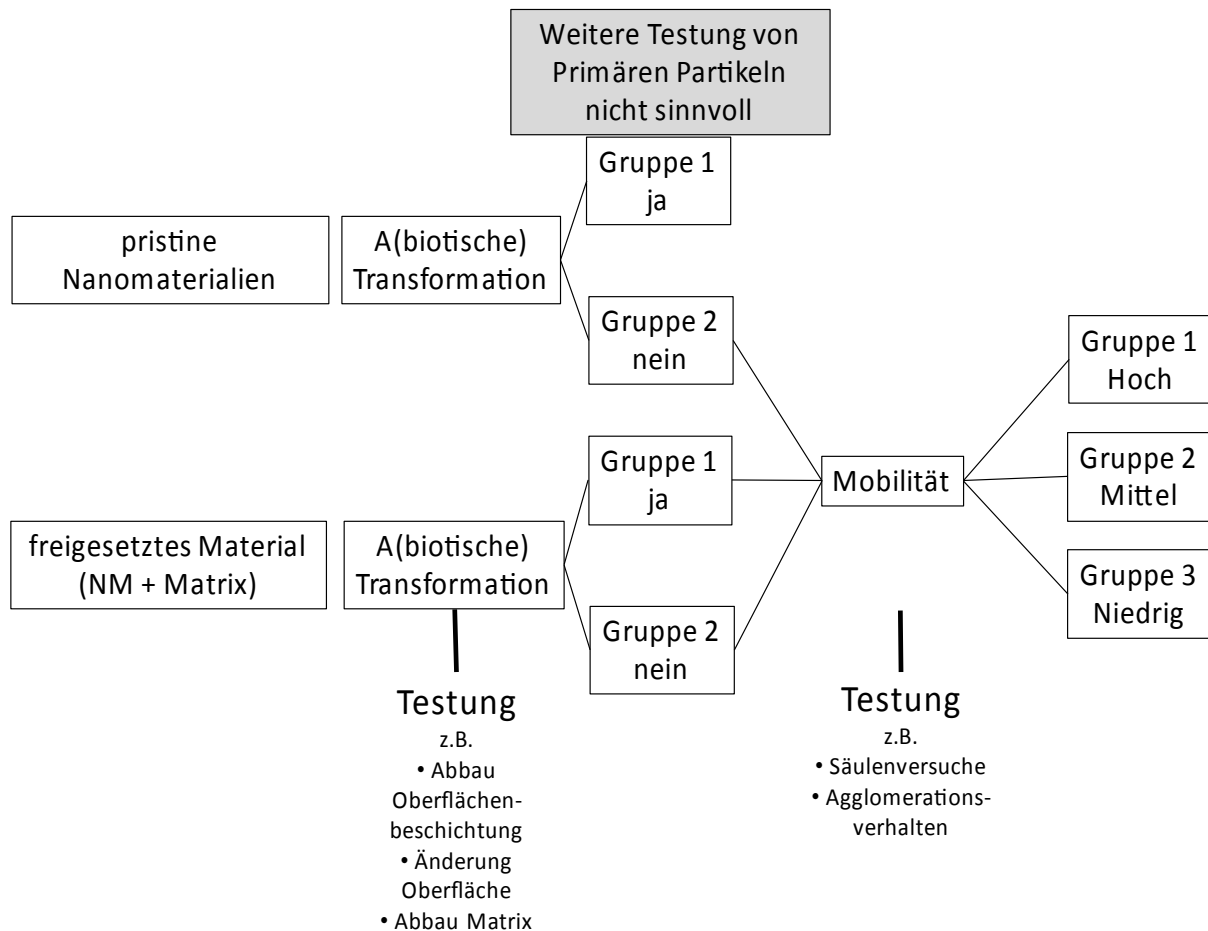 Weitere Testung von
Primären Partikeln
nicht sinnvoll
Gruppe 1
ja
pristine
Nanomaterialien
A(biotische)
Transformation
Gruppe 2
nein
Gruppe 1
Hoch
Gruppe 1
ja
Mobilität
Gruppe 2
Mittel
freigesetztes Material
(NM + Matrix)
A(biotische)
Transformation
Gruppe 2
nein
Gruppe 3
Niedrig
Testung
z.B.
• Abbau
Oberflächen-
beschichtung
• Änderung
Oberfläche
• Abbau Matrix
Testung
z.B.
• Säulenversuche
• Agglomerations-
verhalten